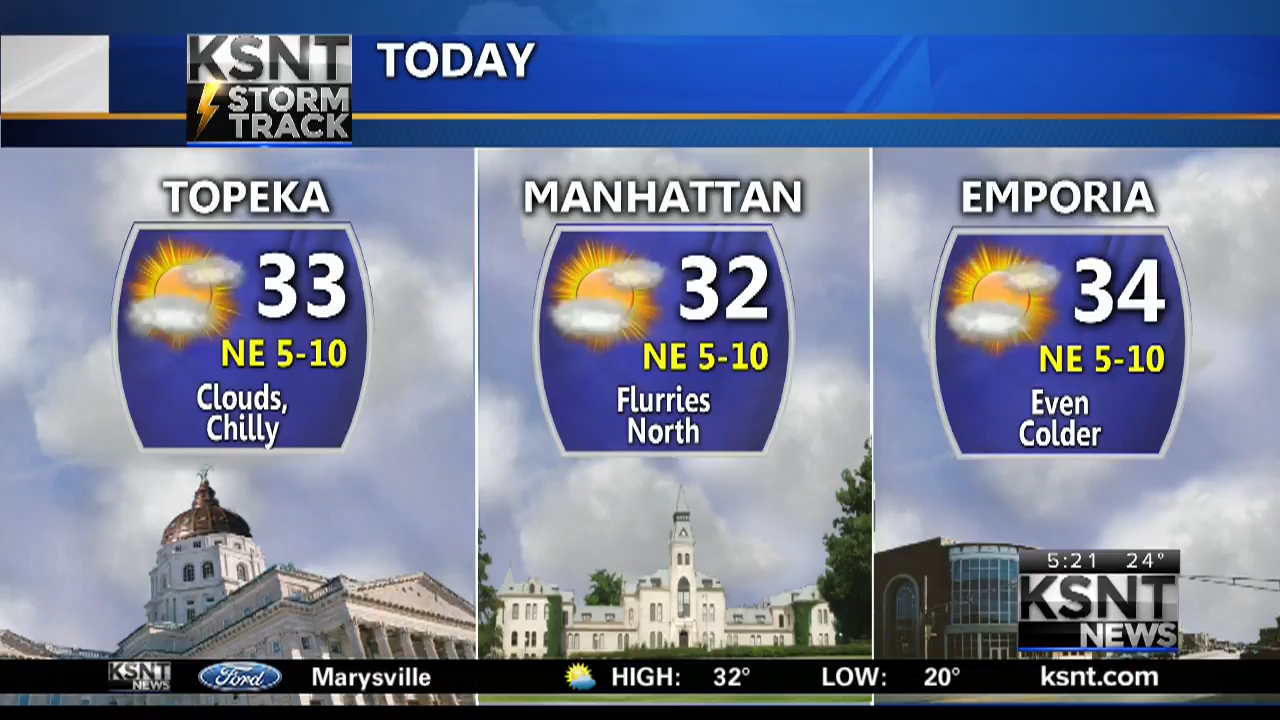 KSNT
STORM
TRACK
TODAY
TOPEKA
33
NE 5-10
Clouds,
Chilly
MANHATTAN
32
NE 5-10
Flurries
North
EMPORIA
34
NE 5-10
Even
Colder
5:21 24°
KSNT
NEWS
KSNT
NEWS
Ford
Marysville
HIGH: 32°
LOW: 20°
ksnt.com